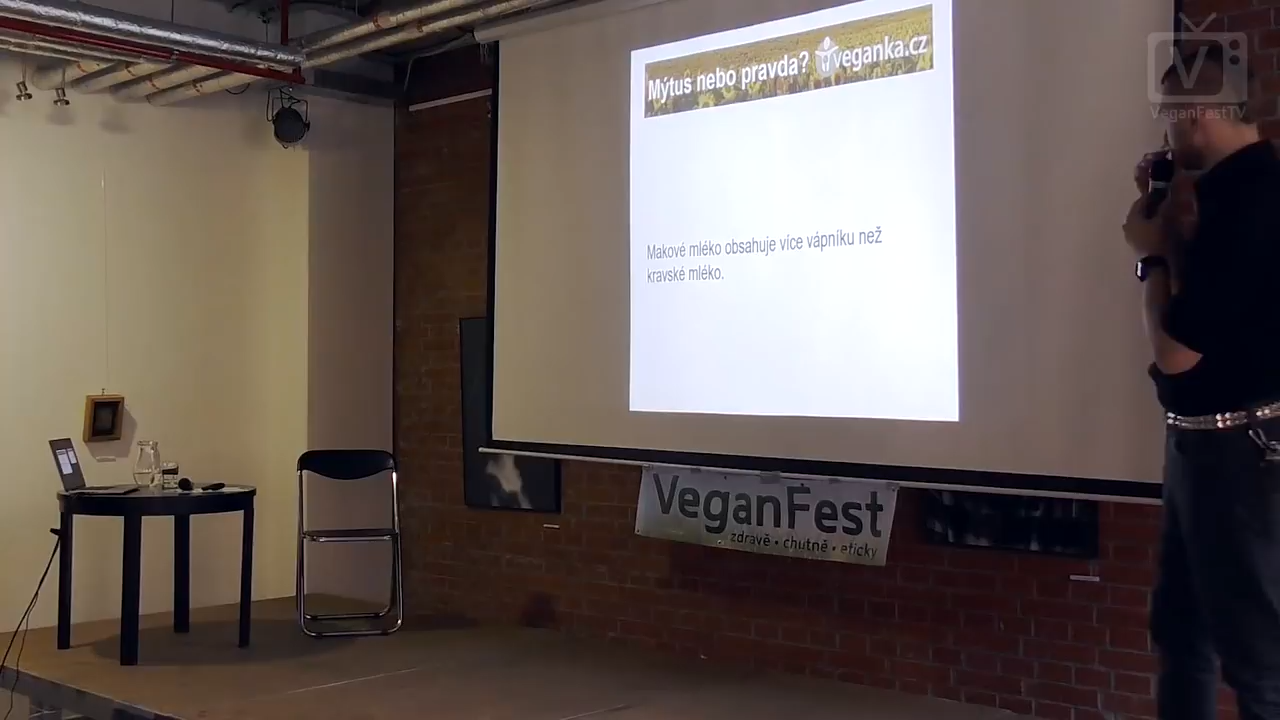 Mýtus nebo pravda? veganka.cz
Makové mléko obsahuje více vápníku než
kravské mléko.
VeganFest
zdravě • chutně • eticky
V
VeganFestTV